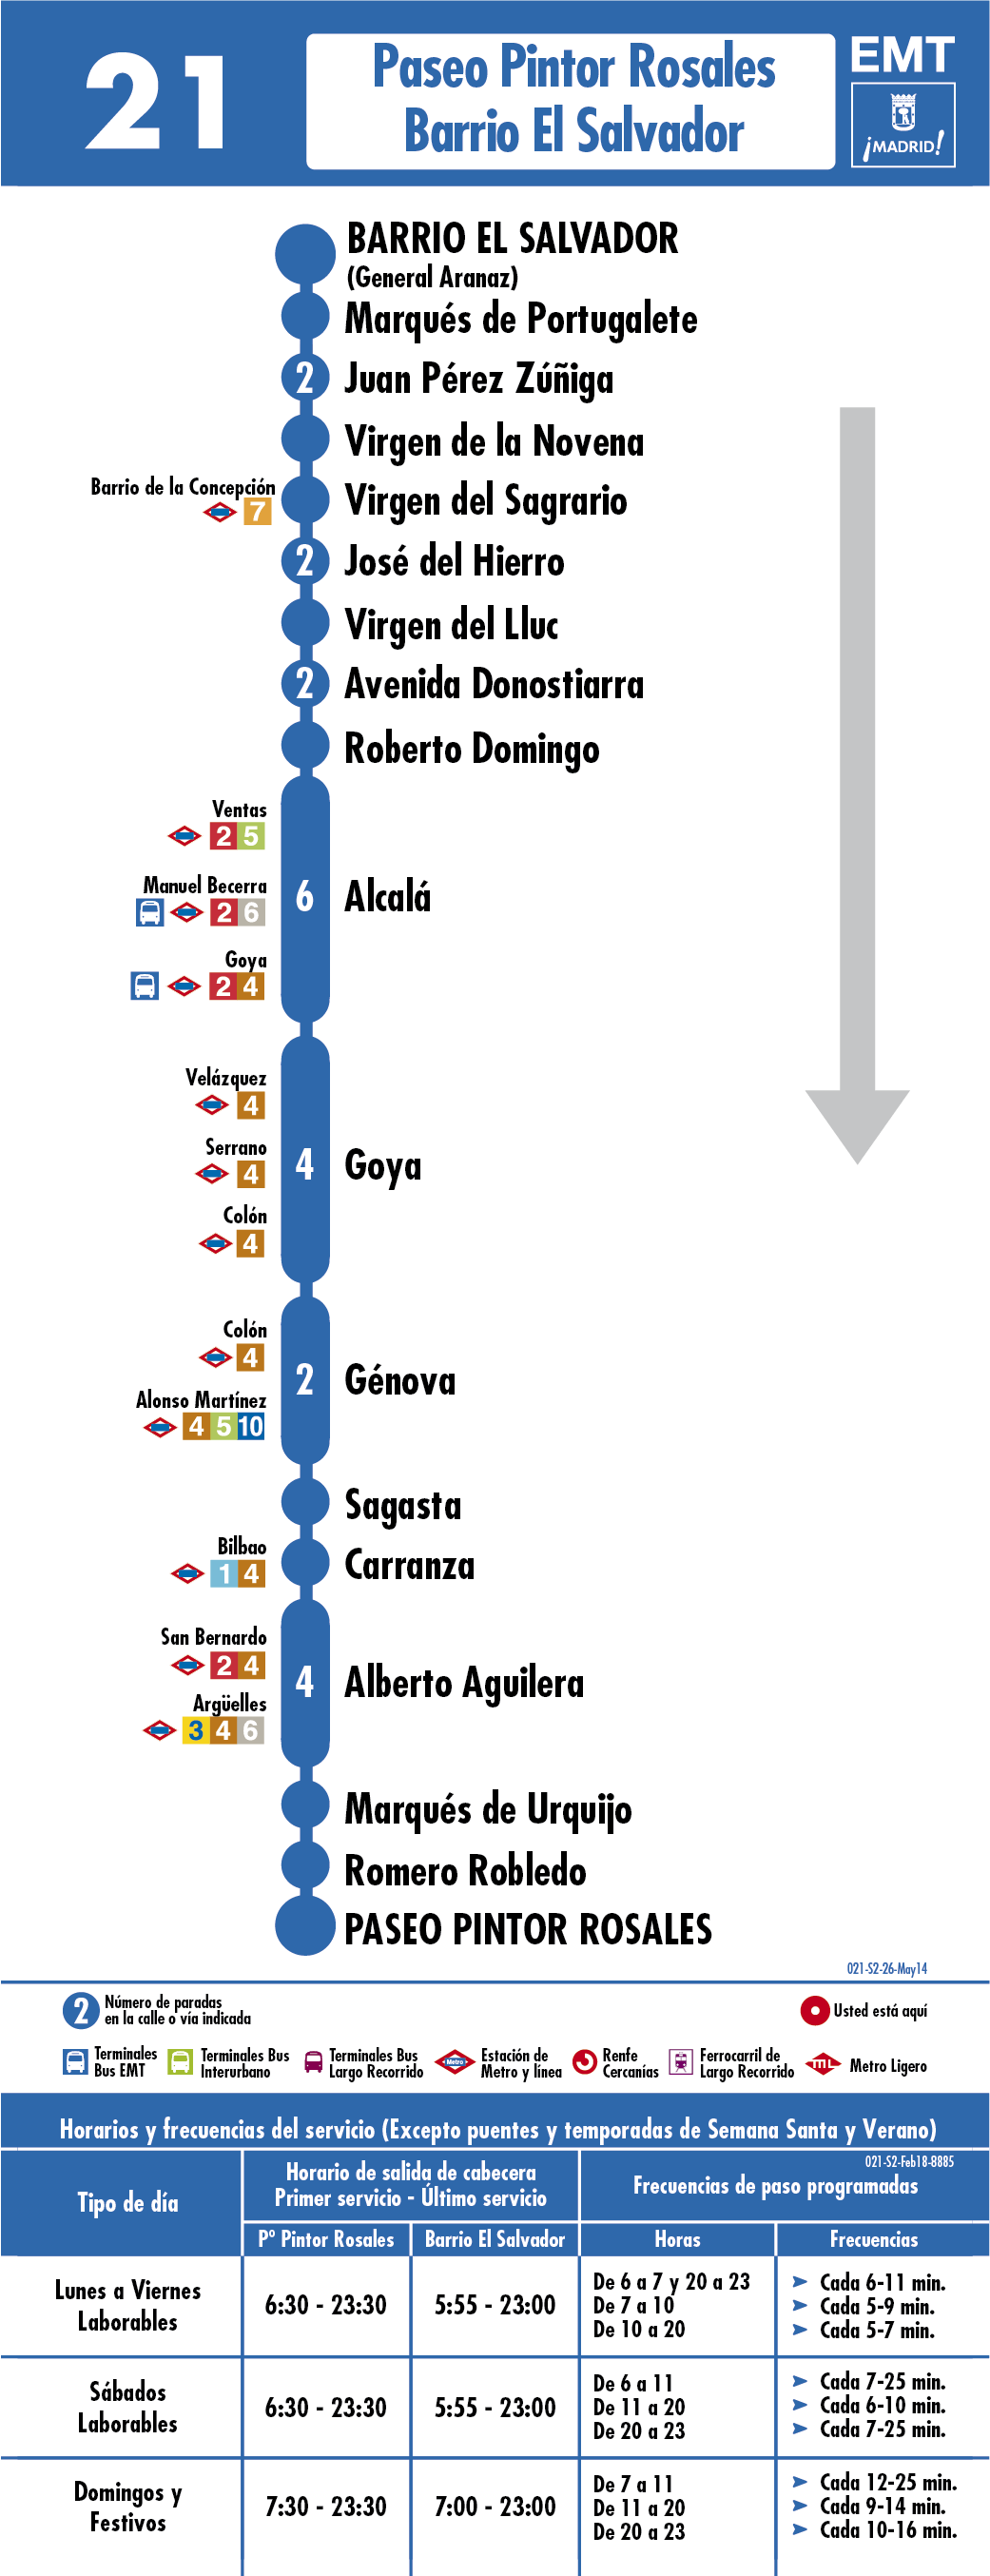 21
Paseo Pintor Rosales
Barrio El Salvador
EMT
¡MADRID!
BARRIO EL SALVADOR
(General Aranaz)
Marqués de Portugalete
2 Juan Pérez Zúñiga
Virgen de la Novena
Barrio de la Concepción
7
Virgen del Sagrario
2 José del Hierro
Virgen del Lluc
2 Avenida Donostiarra
Roberto Domingo
Ventas
2 5
Manuel Becerra
2 6
6 Alcalá
Goya
2 4
Velázquez
4
Serrano
4
4 Goya
Colón
4
Colón
4
2 Génova
Alonso Martínez
4 5 10
Sagasta
Bilbao
1 4
Carranza
San Bernardo
2 4
4 Alberto Aguilera
Argüelles
3 4 6
Marqués de Urquijo
Romero Robledo
PASEO PINTOR ROSALES
021-S2-26-May14
2 Número de paradas
en la calle o vía indicada
Usted está aquí
Terminales
Bus EMT
Terminales Bus
Interurbano
Terminales Bus
Largo Recorrido
Metro
Estación de
Metro y línea
Renfe
Cercanías
Ferrocarril de
Largo Recorrido
ML
Metro Ligero
Horarios y frecuencias del servicio (Excepto puentes y temporadas de Semana Santa y Verano)
021-S2-Feb18-8885
Tipo de día
Horario de salida de cabecera
Primer servicio - Último servicio
Frecuencias de paso programadas
Pº Pintor Rosales
Barrio El Salvador
Horas
Frecuencias
Lunes a Viernes
Laborables
6:30 - 23:30
5:55 - 23:00
De 6 a 7 y 20 a 23 ➤ Cada 6-11 min.
De 7 a 10 ➤ Cada 5-9 min.
De 10 a 20 ➤ Cada 5-7 min.
Sábados
Laborables
6:30 - 23:30
5:55 - 23:00
De 6 a 11 ➤ Cada 7-25 min.
De 11 a 20 ➤ Cada 6-10 min.
De 20 a 23 ➤ Cada 7-25 min.
Domingos y
Festivos
7:30 - 23:30
7:00 - 23:00
De 7 a 11 ➤ Cada 12-25 min.
De 11 a 20 ➤ Cada 9-14 min.
De 20 a 23 ➤ Cada 10-16 min.